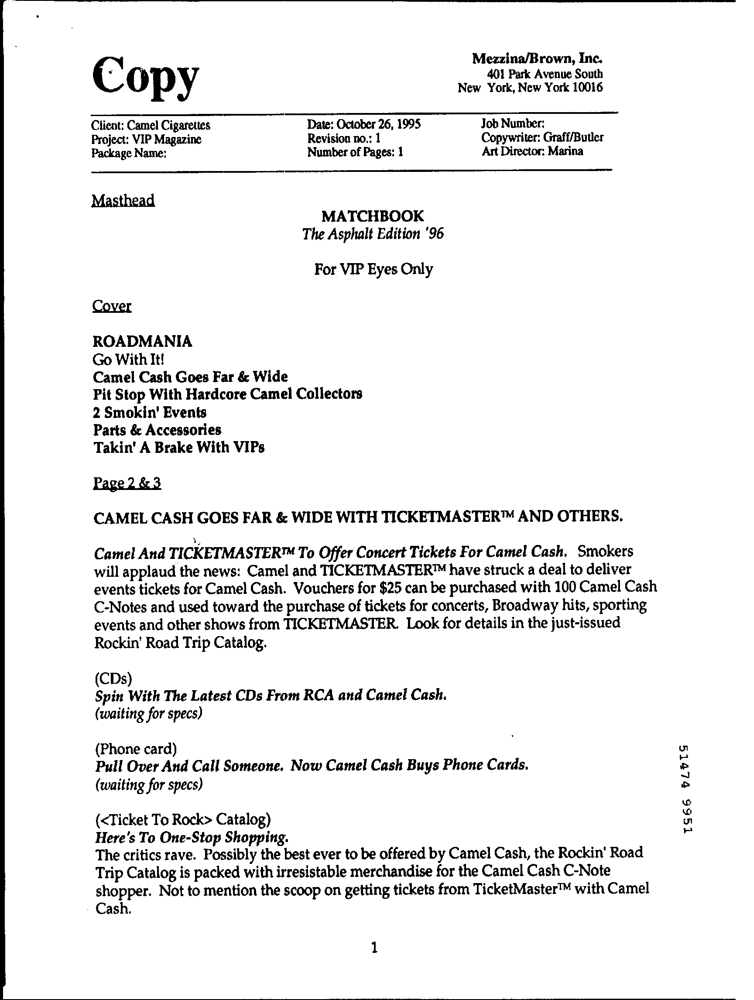 Copy
Mezzina/Brown, Inc.
401 Park Avenue South
New York, New York 10016
Client: Camel Cigarettes
Project: VIP Magazine
Package Name:
Date: October 26, 1995
Revision no.: 1
Number of Pages: 1
Job Number:
Copywriter: Graff/Butler
Art Director: Marina
Masthead
MATCHBOOK
The Asphalt Edition '96
For VIP Eyes Only
Cover
ROADMANIA
Go With It!
Camel Cash Goes Far & Wide
Pit Stop With Hardcore Camel Collectors
2 Smokin' Events
Parts & Accessories
Takin' A Brake With VIPs
Page 2 & 3
CAMEL CASH GOES FAR & WIDE WITH TICKETMASTER™ AND OTHERS.
Camel And TICKETMASTER™ To Offer Concert Tickets For Camel Cash. Smokers
will applaud the news: Camel and TICKETMASTER™ have struck a deal to deliver
events tickets for Camel Cash. Vouchers for $25 can be purchased with 100 Camel Cash
C-Notes and used toward the purchase of tickets for concerts, Broadway hits, sporting
events and other shows from TICKETMASTER. Look for details in the just-issued
Rockin' Road Trip Catalog.
(CDs)
Spin With The Latest CDs From RCA and Camel Cash.
(waiting for specs)
(Phone card)
Pull Over And Call Someone. Now Camel Cash Buys Phone Cards.
(waiting for specs)
(<Ticket To Rock> Catalog)
Here's To One-Stop Shopping.
The critics rave. Possibly the best ever to be offered by Camel Cash, the Rockin' Road
Trip Catalog is packed with irresistable merchandise for the Camel Cash C-Note
shopper. Not to mention the scoop on getting tickets from TicketMaster™ with Camel
Cash.
1
51474 9951